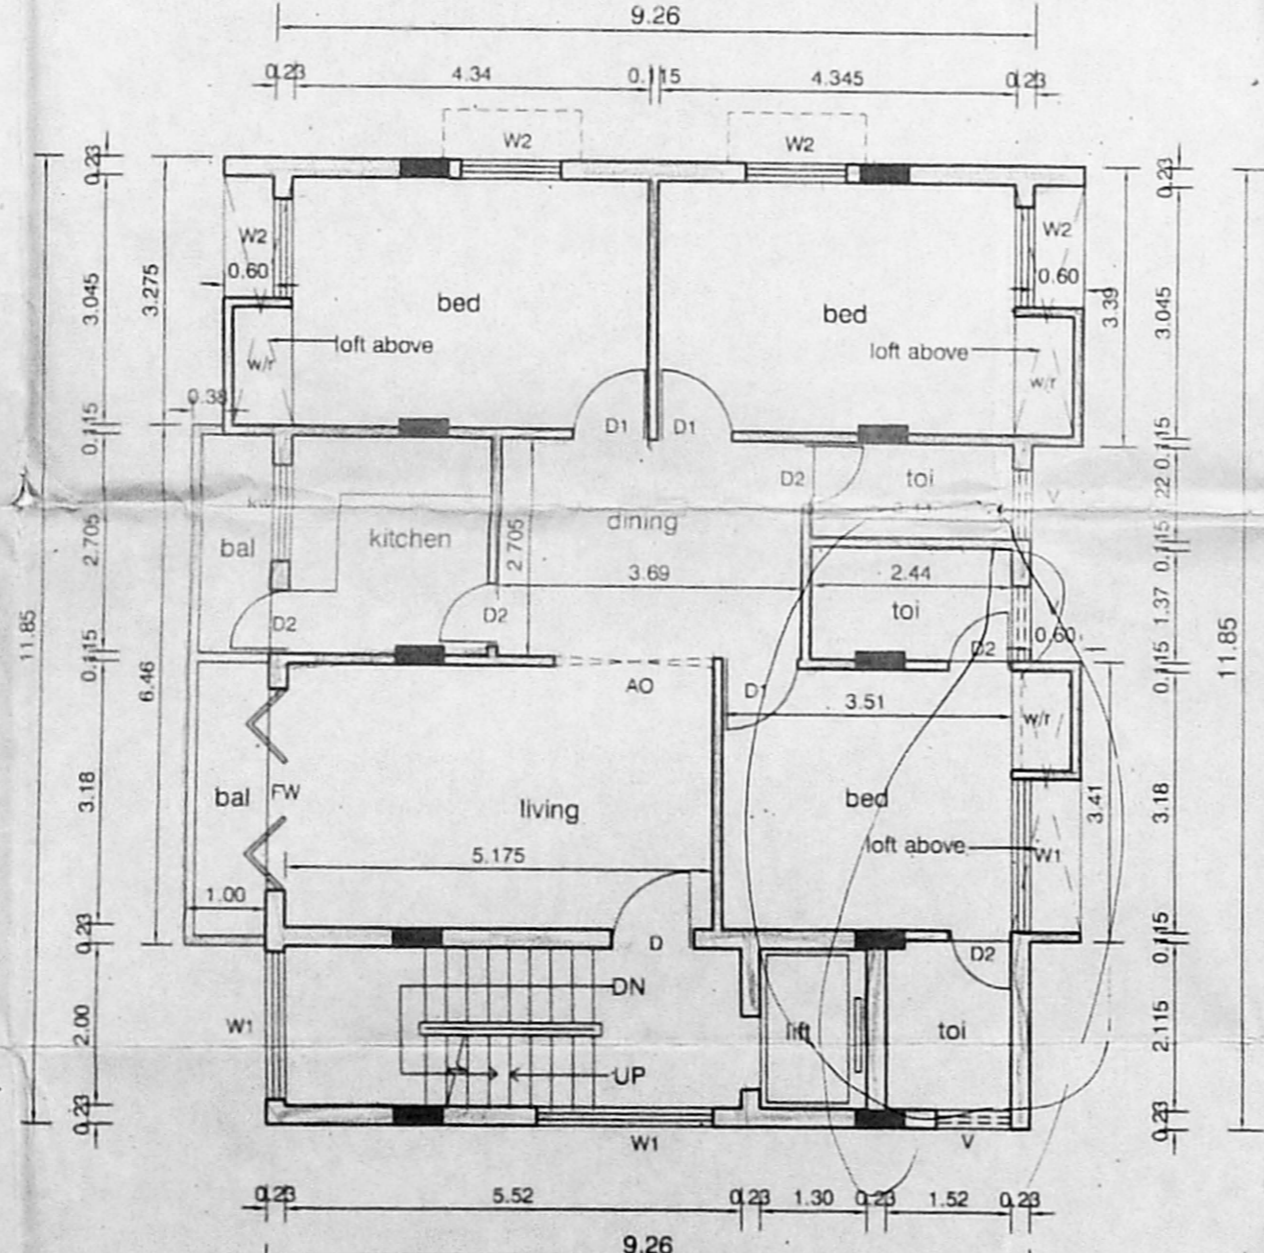 9.26
0.23 4.34 0.115 4.345 0.23
W2 W2
0.23 0.23
W2 W2
0.60 0.60
3.045 3.275 bed bed 3.39 3.045
loft above loft above
w/r w/r
0.38
0.115 D1 D1 0.115
D2 toi V
22
bal kitchen dining
2.705 2.705 0.115
3.69 2.44
D2 D2 toi 1.37
11.85 D2 0.60 11.85
0.115 6.46 AO D1 0.115
3.51 w/r
bal FW living bed
3.18 3.41 3.18
loft above W1
5.175
1.00
0.23 D D2 0.115
DN
W1 2.00 lift toi 2.115
UP
0.23 W1 V 0.23
0.23 5.52 0.23 1.30 0.23 1.52 0.23
9.26